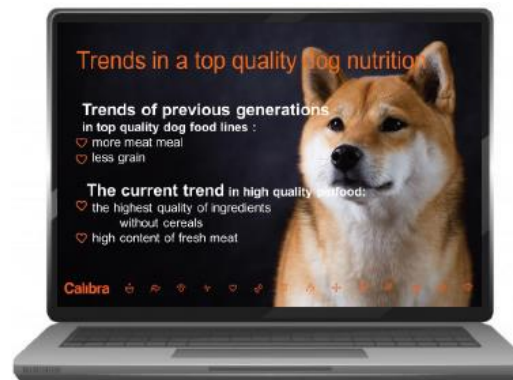 Trends in a top quality dog nutrition
Trends of previous generations
in top quality dog food lines :
more meat meal
less grain
The current trend in high quality petfood:
the highest quality of ingredients
without cereals
high content of fresh meat
Calibra